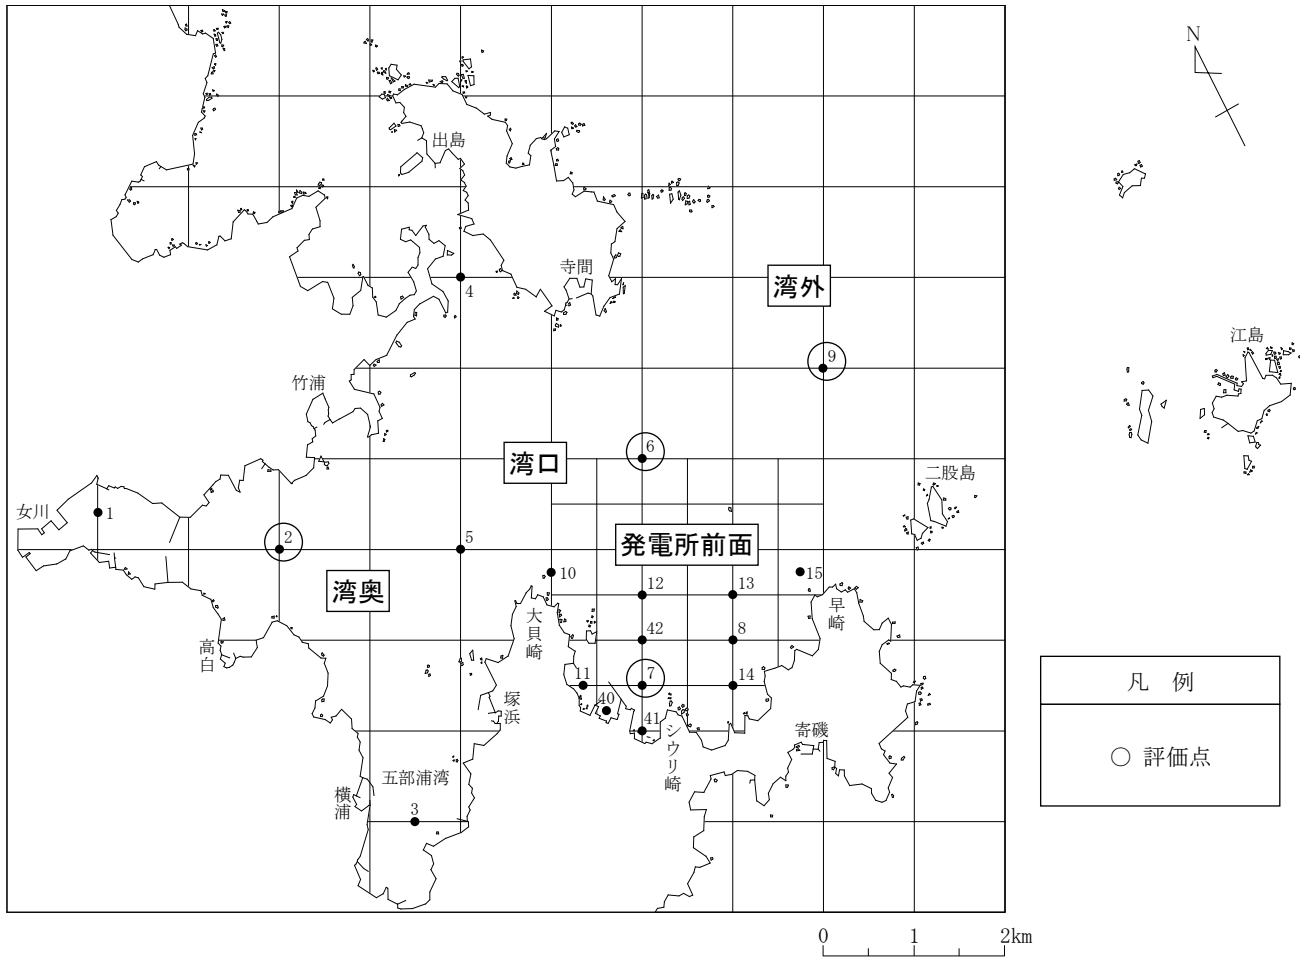 N
出島
寺間
湾外
4
江島
9
竹浦
6
湾口
二股島
女川
1
2
5
発電所前面
10
12
13
15
湾奥
大貝崎
早崎
高白
42
8
11
7
14
40
塚浜
41
シウリ崎
寄磯
凡 例
○ 評価点
五部浦湾
横浦
3
0 1 2km